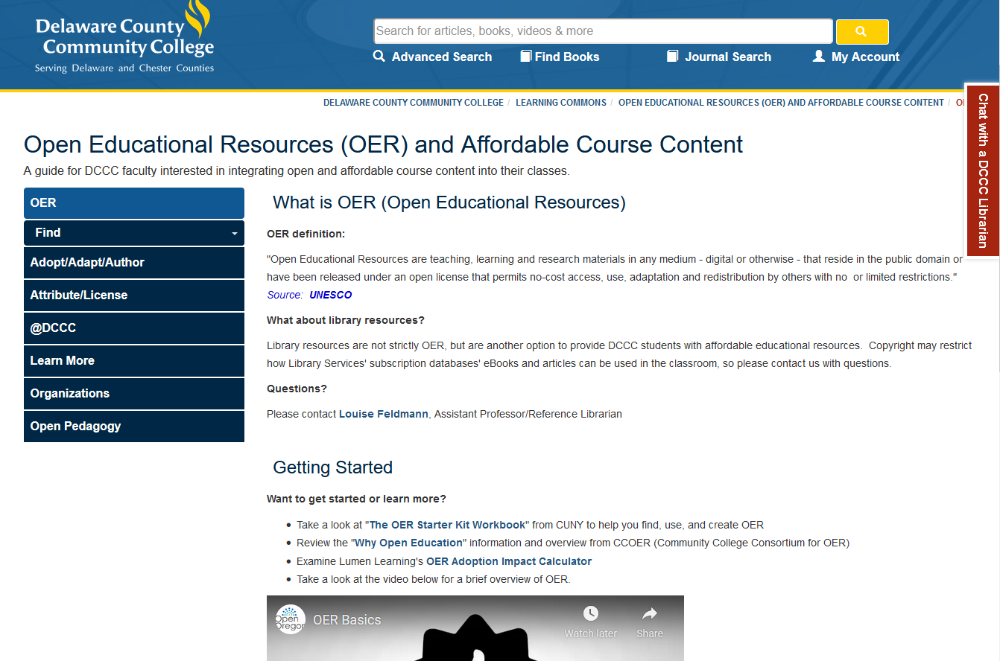 Delaware County
Community College
Serving Delaware and Chester Counties
Search for articles, books, videos & more
Advanced Search
Find Books
Journal Search
My Account
DELAWARE COUNTY COMMUNITY COLLEGE / LEARNING COMMONS / OPEN EDUCATIONAL RESOURCES (OER) AND AFFORDABLE COURSE CONTENT /
Chat with a DCCC Librarian
Open Educational Resources (OER) and Affordable Course Content
A guide for DCCC faculty interested in integrating open and affordable course content into their classes.
OER
Find
Adopt/Adapt/Author
Attribute/License
@DCCC
Learn More
Organizations
Open Pedagogy
What is OER (Open Educational Resources)
OER definition:
"Open Educational Resources are teaching, learning and research materials in any medium - digital or otherwise - that reside in the public domain or
have been released under an open license that permits no-cost access, use, adaptation and redistribution by others with no  or limited restrictions."
Source:  UNESCO
What about library resources?
Library resources are not strictly OER, but are another option to provide DCCC students with affordable educational resources.  Copyright may restrict
how Library Services' subscription databases' eBooks and articles can be used in the classroom, so please contact us with questions.
Questions?
Please contact Louise Feldmann, Assistant Professor/Reference Librarian
Getting Started
Want to get started or learn more?
Take a look at "The OER Starter Kit Workbook" from CUNY to help you find, use, and create OER
Review the "Why Open Education" information and overview from CCOER (Community College Consortium for OER)
Examine Lumen Learning's OER Adoption Impact Calculator
Take a look at the video below for a brief overview of OER.
Open
Oregon
OER Basics
Watch later
Share